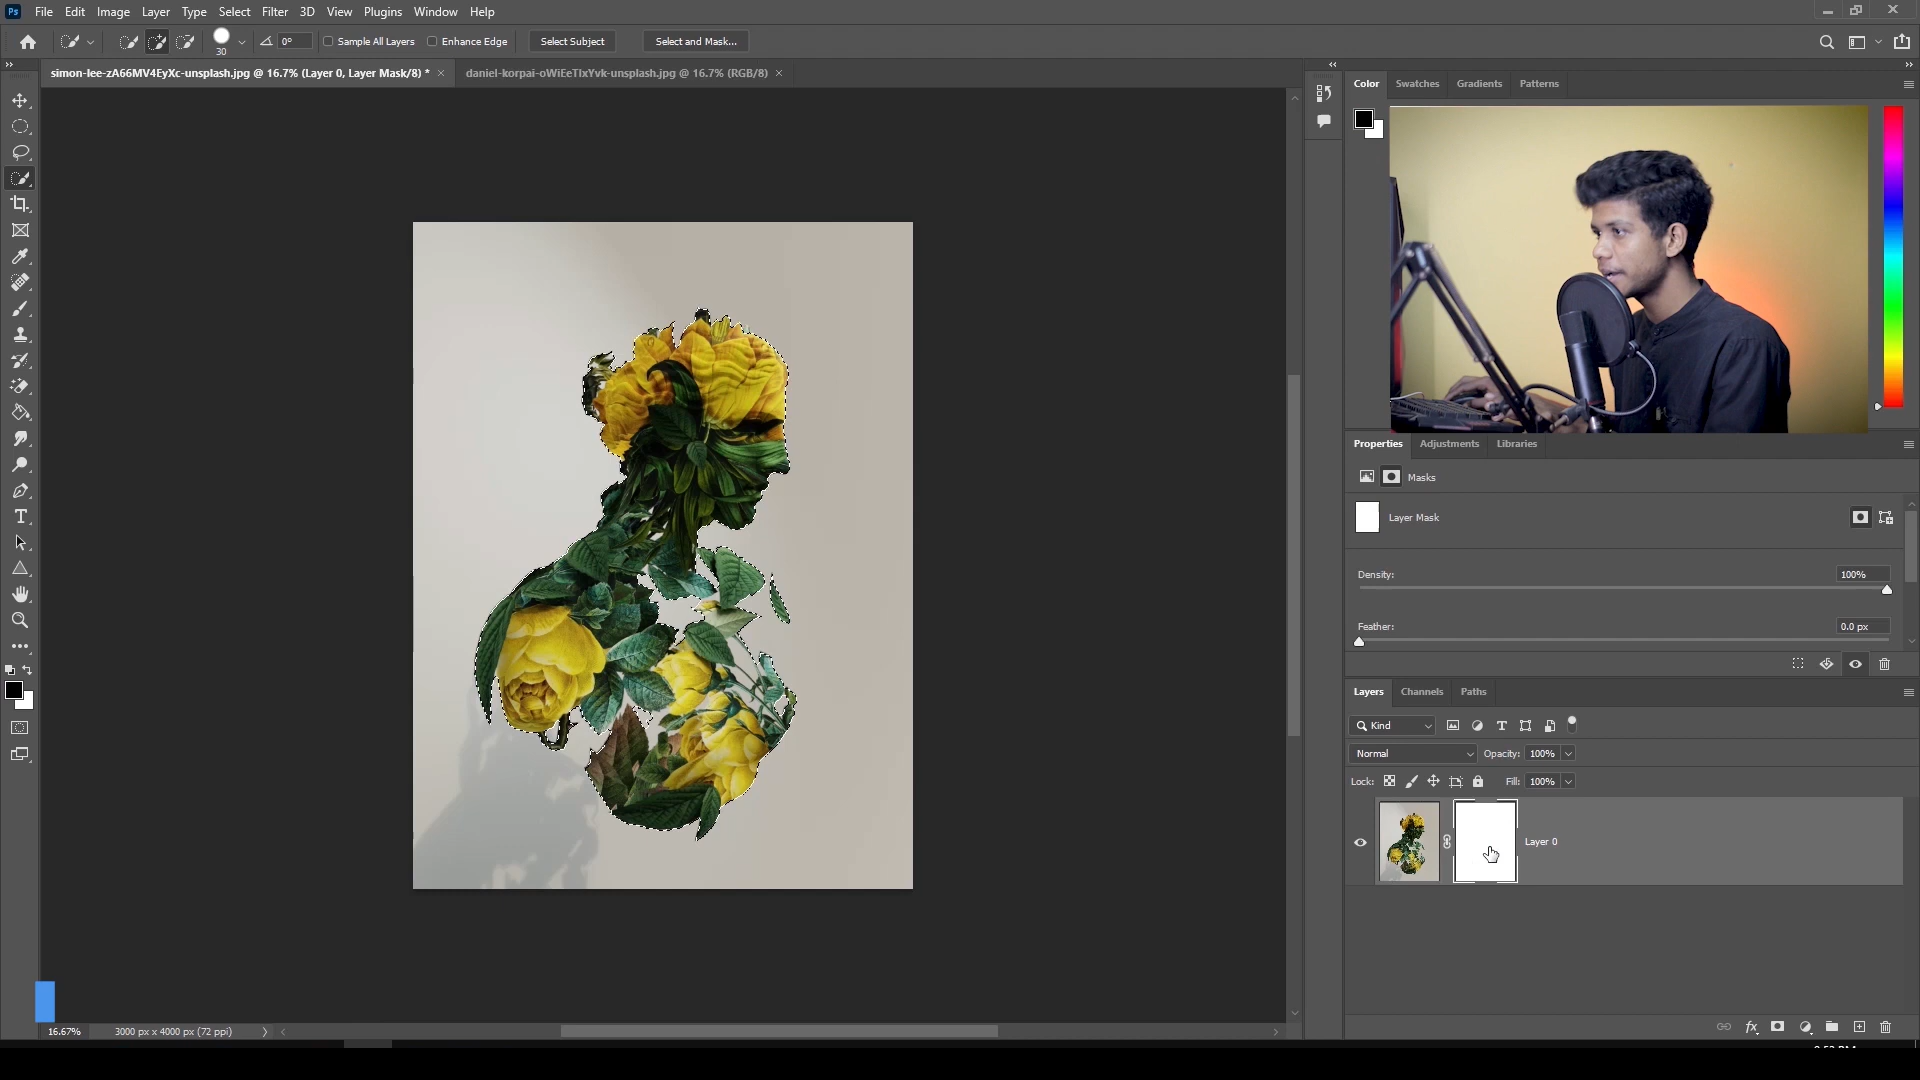 Ps File Edit Image Layer Type Select Filter 3D View Plugins Window Help
30 0° Sample All Layers Enhance Edge Select Subject Select and Mask...
simon-lee-zA66MV4EyXc-unsplash.jpg @ 16.7% (Layer 0, Layer Mask/8) * × daniel-korpai-oWiEeTIxYvk-unsplash.jpg @ 16.7% (RGB/8) ×
Color Swatches Gradients Patterns
Properties Adjustments Libraries
Masks
Layer Mask
Density: 100%
Feather: 0.0 px
Layers Channels Paths
Kind
Normal Opacity: 100%
Lock: Fill: 100%
Layer 0
fx
16.67% 3000 px x 4000 px (72 ppi)